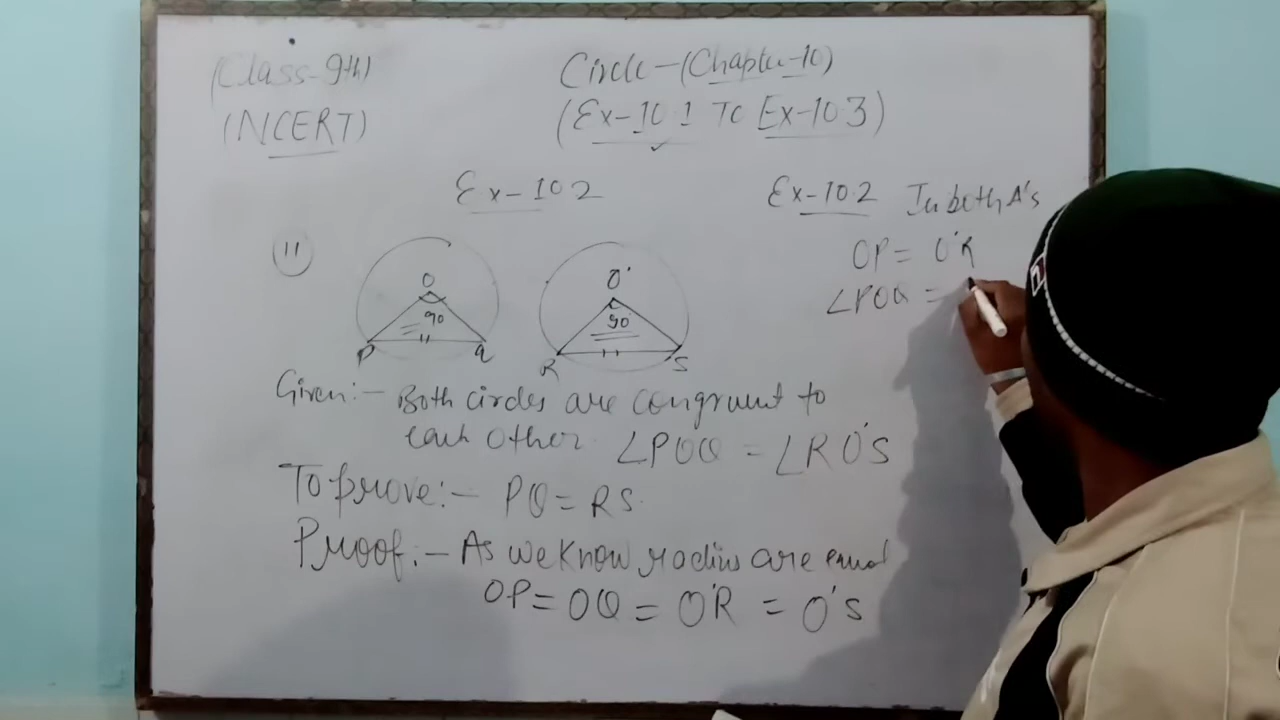 (Class-9th)
(NCERT)
Circle-(Chapter-10)
(Ex-10.1 To Ex-10.3)
Ex-10.2
11
O
90
P
Q
O'
90
R
S
Given:- Both circles are congruent to
each other. ∠POQ = ∠RO'S
To prove:- PQ=RS.
Proof:- As we know radius are equal
OP=OQ=O'R=O'S
Ex-10.2 In both Δ's
OP=O'R
∠POQ=